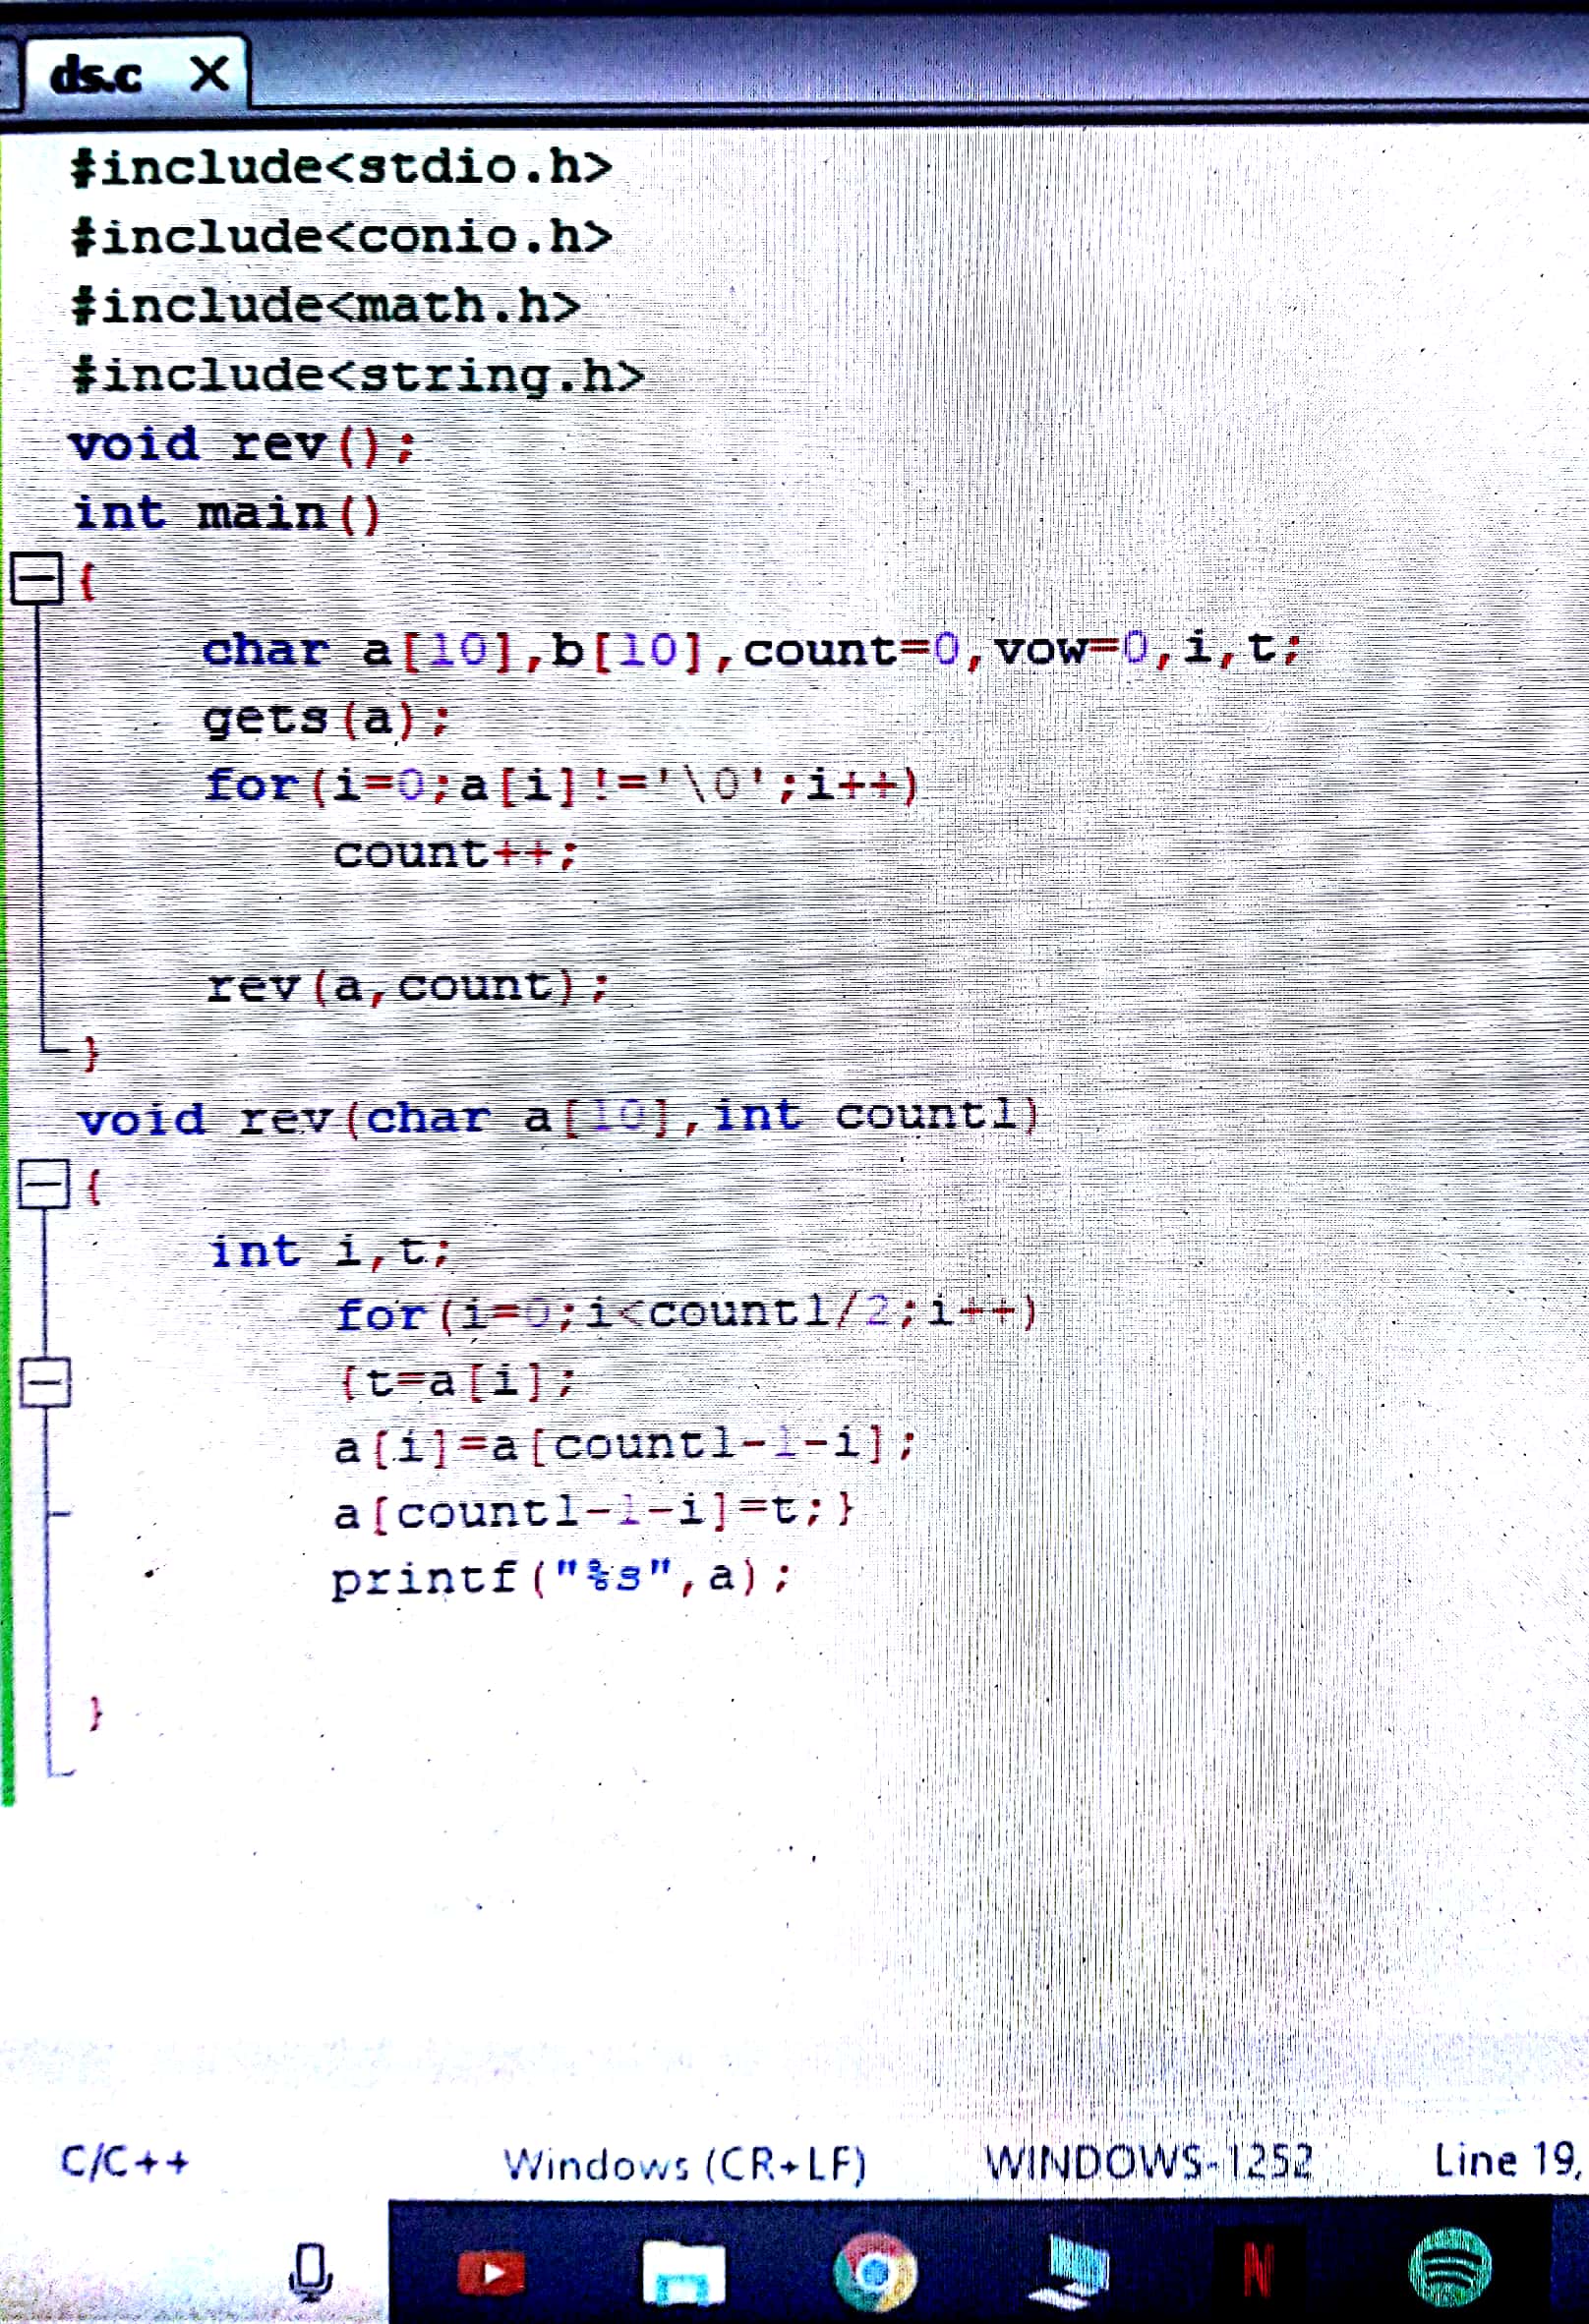 ds.c X
#include<stdio.h>
#include<conio.h>
#include<math.h>
#include<string.h>
void rev();
int main()
{
char a[10],b[10],count=0,vow=0,i,t;
gets(a);
for(i=0;a[i]!='\0';i++)
count++;
rev(a,count);
}
void rev(char a[10],int count1)
{
int i,t;
for(i=0;i<count1/2;i++)
{t=a[i];
a[i]=a[count1-1-i];
a[count1-1-i]=t;}
printf("%s",a);
}
C/C++ Windows (CR+LF) WINDOWS-1252 Line 19,
N